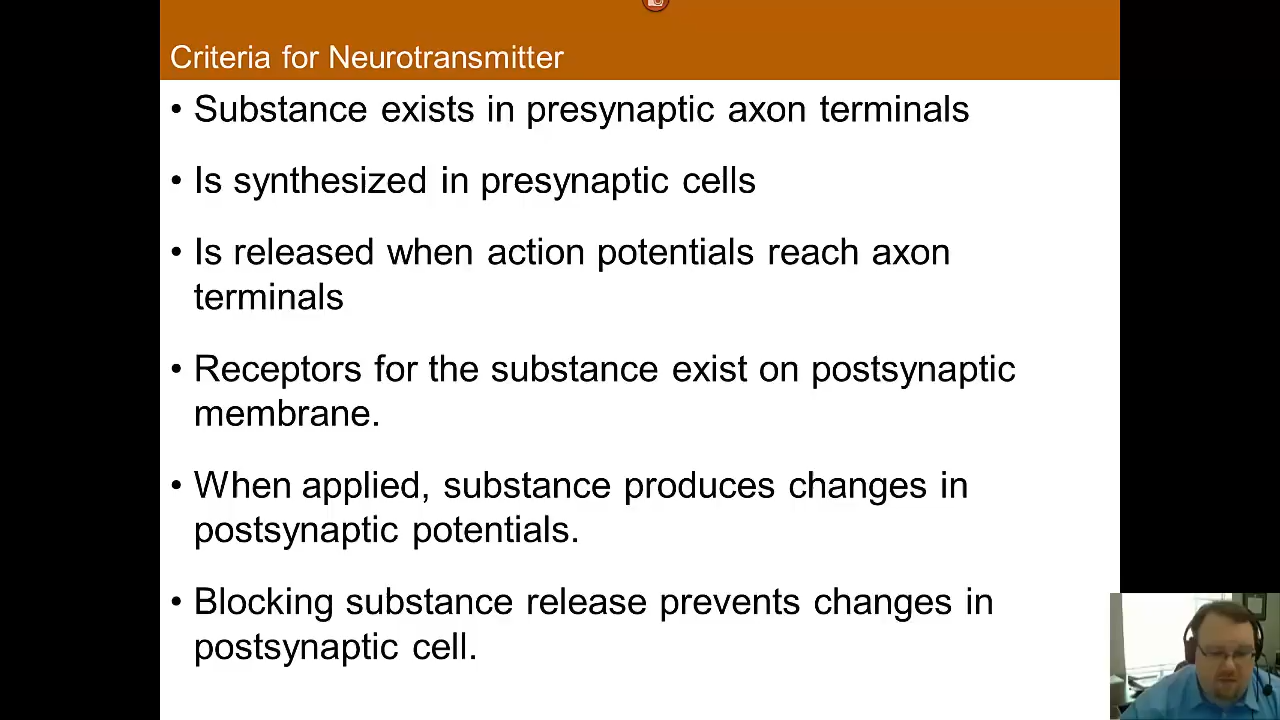 Criteria for Neurotransmitter
• Substance exists in presynaptic axon terminals
• Is synthesized in presynaptic cells
• Is released when action potentials reach axon
terminals
• Receptors for the substance exist on postsynaptic
membrane.
• When applied, substance produces changes in
postsynaptic potentials.
• Blocking substance release prevents changes in
postsynaptic cell.